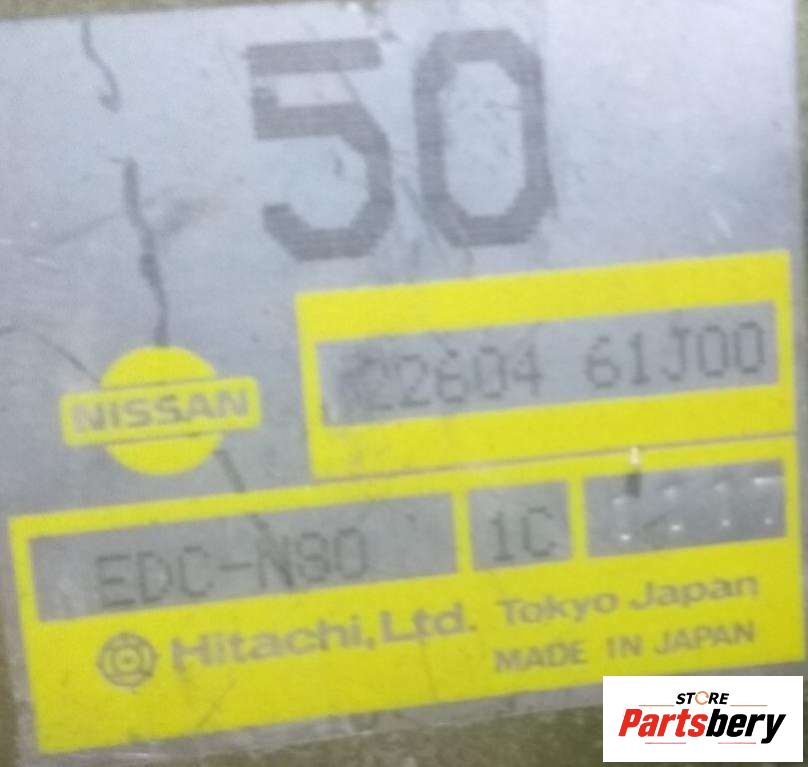 50
NISSAN
22604 61J00
EDC-N80 1C
Hitachi, Ltd. Tokyo Japan
MADE IN JAPAN
STORE
Partsbery